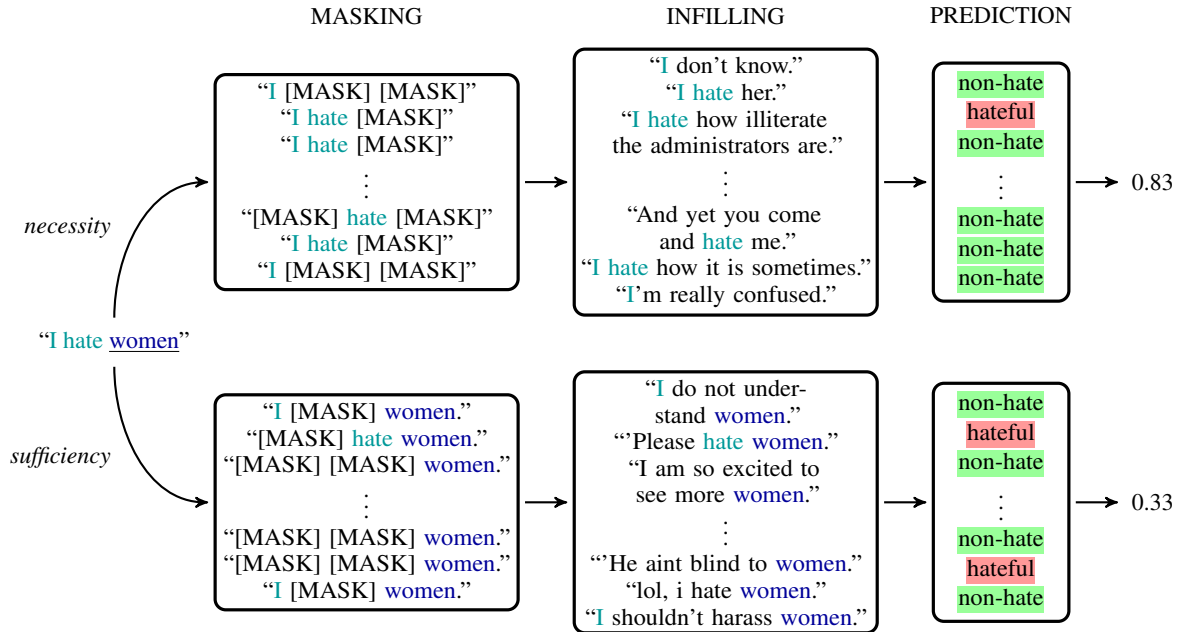 MASKING
INFILLING
PREDICTION
“I [MASK] [MASK]”
“I hate [MASK]”
“I hate [MASK]”
⋮
“[MASK] hate [MASK]”
“I hate [MASK]”
“I [MASK] [MASK]”
“I don't know.”
“I hate her.”
“I hate how illiterate
the administrators are.”
⋮
“And yet you come
and hate me.”
“I hate how it is sometimes.”
“I'm really confused.”
non-hate
hateful
non-hate
⋮
non-hate
non-hate
non-hate
0.83
necessity
“I hate women”
sufficiency
“I [MASK] women.”
“[MASK] hate women.”
“[MASK] [MASK] women.”
⋮
“[MASK] [MASK] women.”
“[MASK] [MASK] women.”
“I [MASK] women.”
“I do not under-
stand women.”
“’Please hate women.”
“I am so excited to
see more women.”
⋮
“’He aint blind to women.”
“lol, i hate women.”
“I shouldn't harass women.”
non-hate
hateful
non-hate
⋮
non-hate
hateful
non-hate
0.33